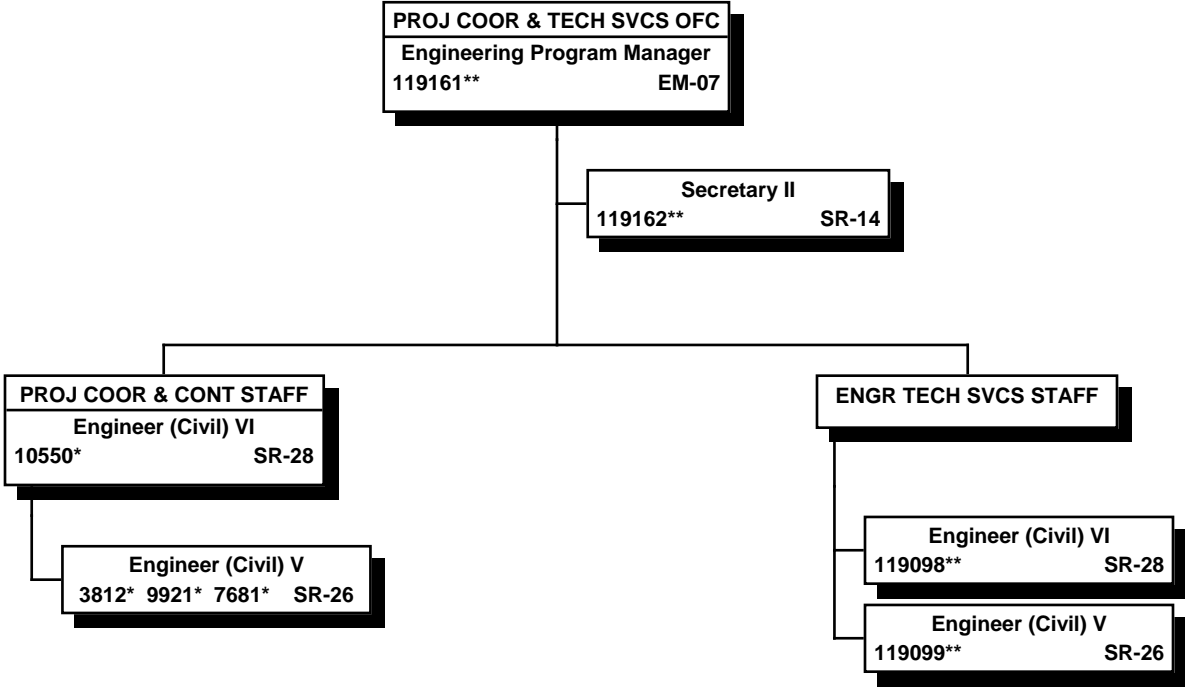 PROJ COOR & TECH SVCS OFC
Engineering Program Manager
119161** EM-07
Secretary II
119162** SR-14
PROJ COOR & CONT STAFF
Engineer (Civil) VI
10550* SR-28
Engineer (Civil) V
3812* 9921* 7681* SR-26
ENGR TECH SVCS STAFF
Engineer (Civil) VI
119098** SR-28
Engineer (Civil) V
119099** SR-26